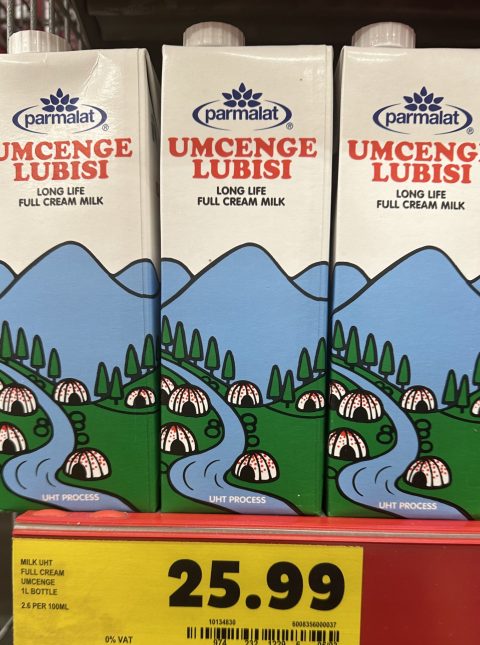 parmalat
UMCENGE
LUBISI
LONG LIFE
FULL CREAM MILK
UHT PROCESS
parmalat
®
UMCENGE
LUBISI
LONG LIFE
FULL CREAM MILK
UHT PROCESS
parmalat
®
UMCENG
LUBISI
LONG LIFE
FULL CREAM MILK
UHT PROCESS
MILK UHT
FULL CREAM
UMCENGE
1L BOTTLE
2.6 PER 100ML
0% VAT
25.99
10134830
6008356000037